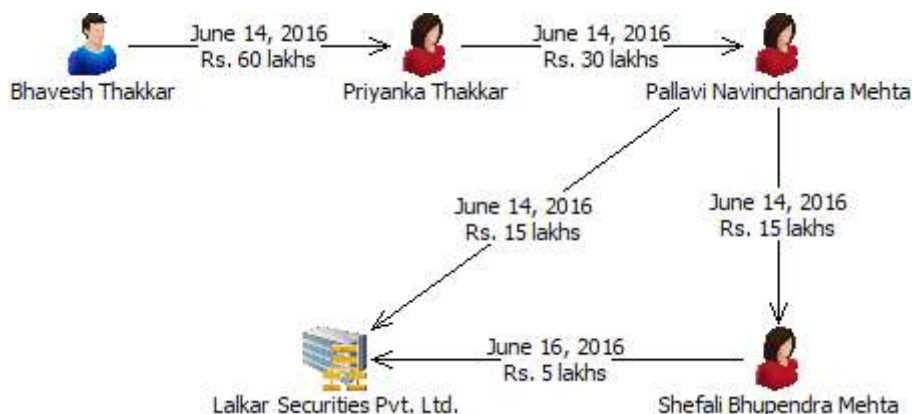 June 14, 2016
Rs. 60 lakhs
June 14, 2016
Rs. 30 lakhs
Bhavesh Thakkar
Priyanka Thakkar
Pallavi Navinchandra Mehta
June 14, 2016
Rs. 15 lakhs
June 14, 2016
Rs. 15 lakhs
June 16, 2016
Rs. 5 lakhs
Lalkar Securities Pvt. Ltd.
Shefali Bhupendra Mehta